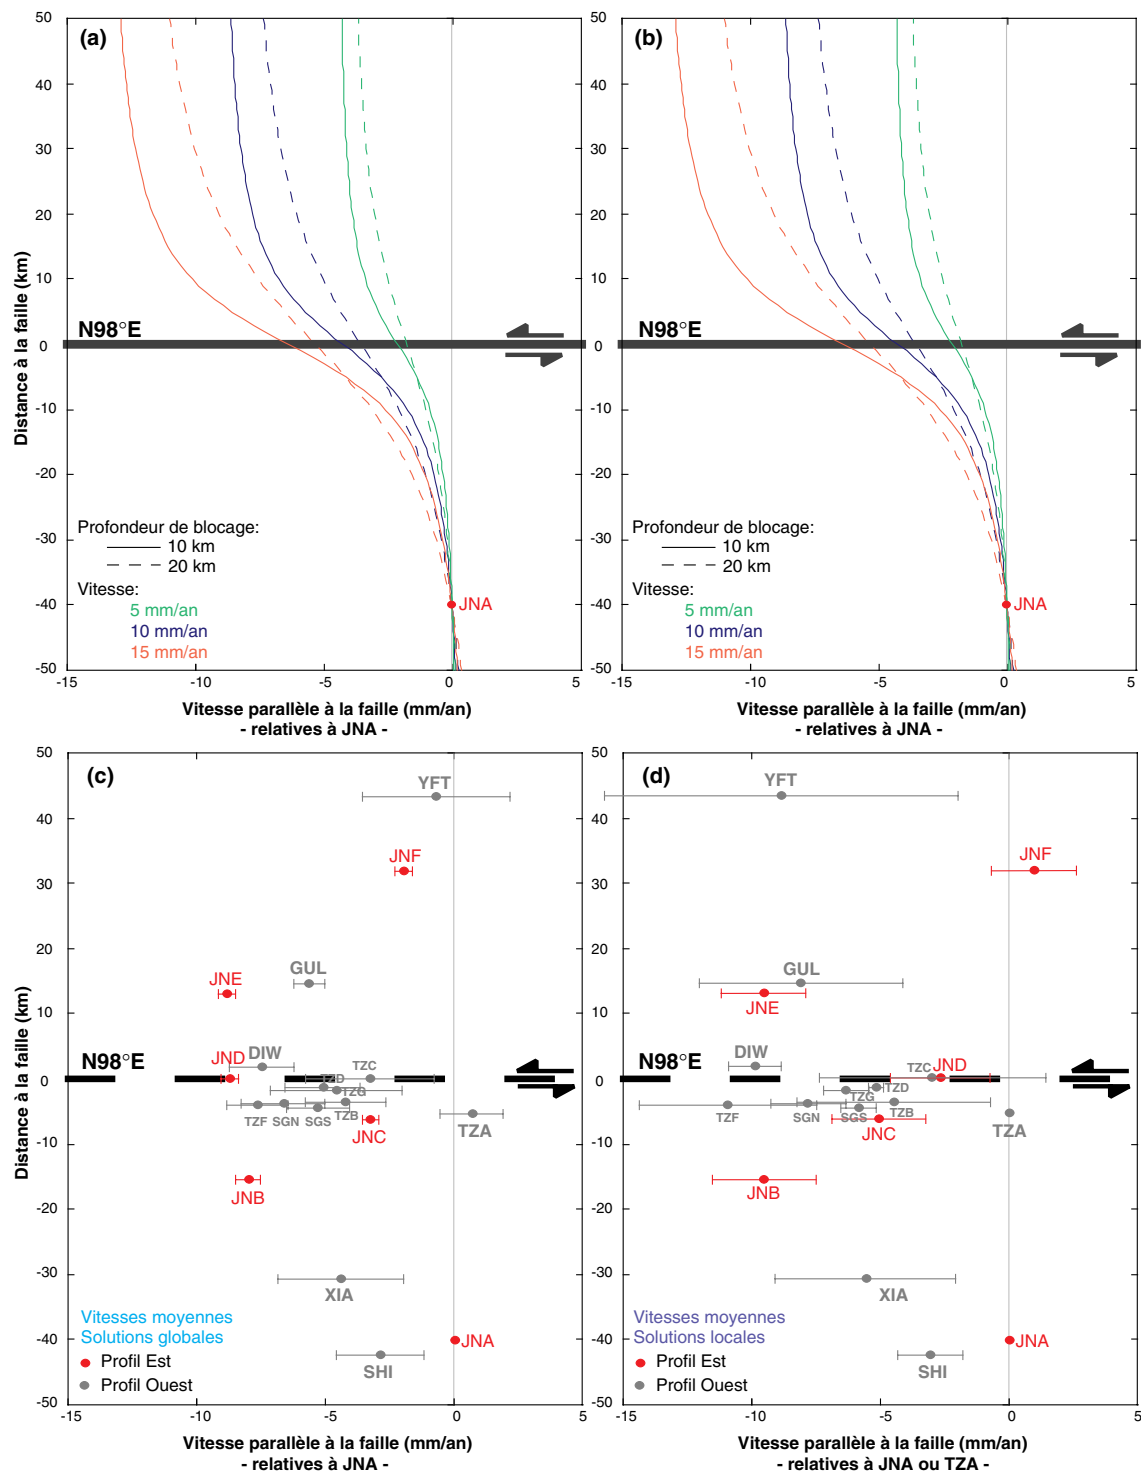 50
(a)
40
30
20
10
Distance à la faille (km)
N98°E
0
-10
-20
-30
Profondeur de blocage:
10 km
20 km
Vitesse:
5 mm/an
10 mm/an
15 mm/an
-40
JNA
-50
-15
-10
-5
0
5
Vitesse parallèle à la faille (mm/an)
- relatives à JNA -
50
(b)
40
30
20
10
N98°E
0
-10
-20
-30
Profondeur de blocage:
10 km
20 km
Vitesse:
5 mm/an
10 mm/an
15 mm/an
-40
JNA
-50
-15
-10
-5
0
5
Vitesse parallèle à la faille (mm/an)
- relatives à JNA -
50
(c)
YFT
40
JNF
30
20
GUL
JNE
10
Distance à la faille (km)
N98°E
JND
DIW
TZC
0
TZD
TZG
TZF
SGN
SGS
TZB
JNC
TZA
-10
JNB
-20
-30
XIA
Vitesses moyennes
Solutions globales
-40
JNA
Profil Est
SHI
Profil Ouest
-50
-15
-10
-5
0
5
Vitesse parallèle à la faille (mm/an)
- relatives à JNA -
50
(d)
YFT
40
JNF
30
20
GUL
JNE
10
N98°E
DIW
TZC
JND
0
TZD
TZG
TZF
SGN
SGS
TZB
JNC
TZA
-10
JNB
-20
-30
XIA
Vitesses moyennes
Solutions locales
-40
JNA
Profil Est
SHI
Profil Ouest
-50
-15
-10
-5
0
5
Vitesse parallèle à la faille (mm/an)
- relatives à JNA ou TZA -